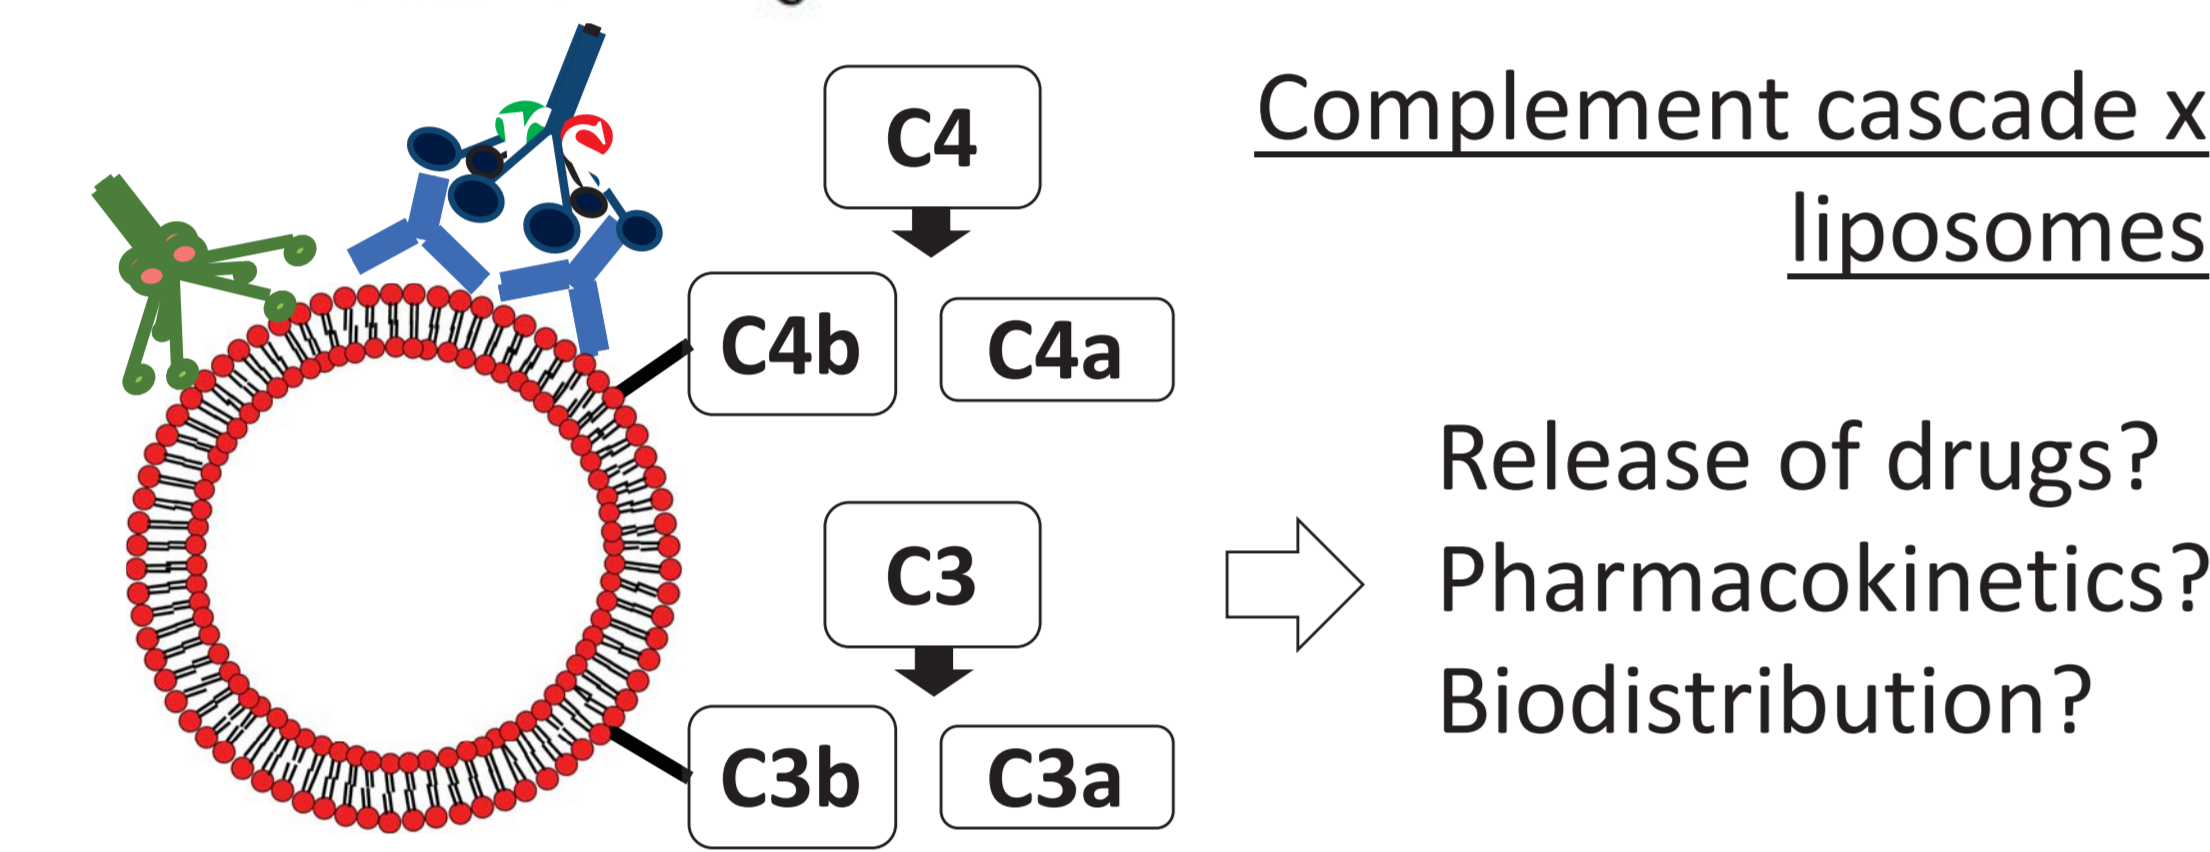 Complement cascade x
liposomes
C4
C4b
C4a
C3
C3b
C3a
Release of drugs?
Pharmacokinetics?
Biodistribution?